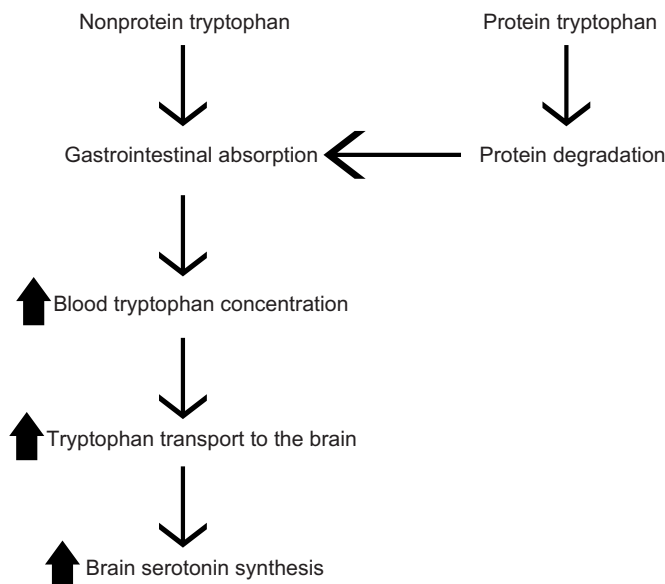 Nonprotein tryptophan
Protein tryptophan
Gastrointestinal absorption
Protein degradation
Blood tryptophan concentration
Tryptophan transport to the brain
Brain serotonin synthesis